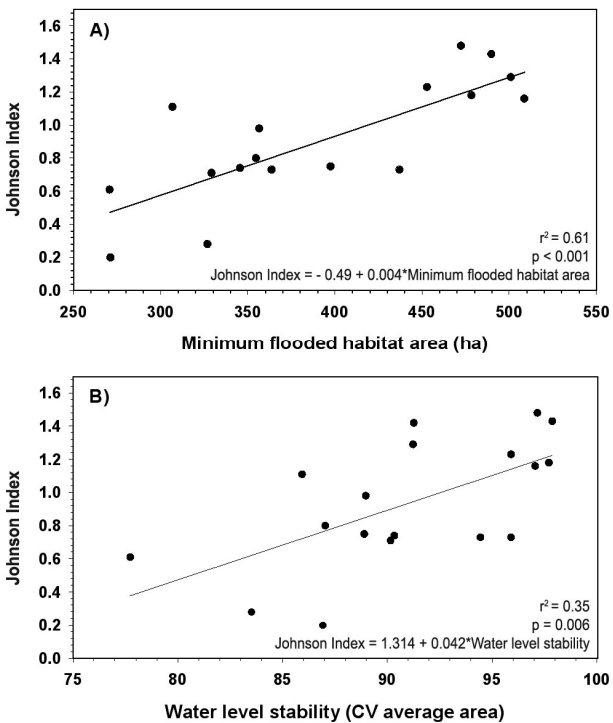 A)
Johnson Index
1.6
1.4
1.2
1.0
0.8
0.6
0.4
0.2
0.0
r² = 0.61
p < 0.001
Johnson Index = - 0.49 + 0.004*Minimum flooded habitat area
250 300 350 400 450 500 550
Minimum flooded habitat area (ha)
B)
Johnson Index
1.6
1.4
1.2
1.0
0.8
0.6
0.4
0.2
0.0
r² = 0.35
p = 0.006
Johnson Index = 1.314 + 0.042*Water level stability
75 80 85 90 95 100
Water level stability (CV average area)